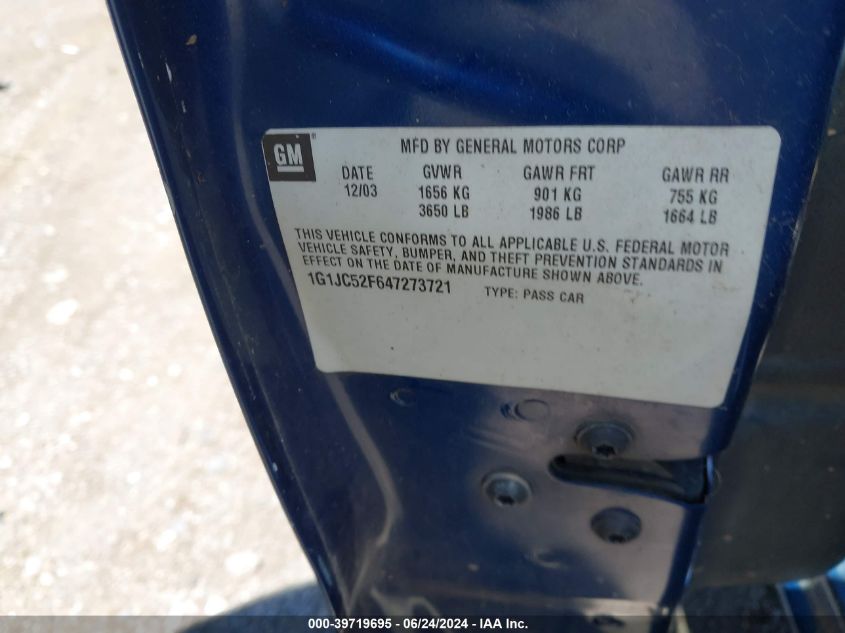 GM ®
MFD BY GENERAL MOTORS CORP
DATE GVWR GAWR FRT GAWR RR
12/03 1656 KG 901 KG 755 KG
3650 LB 1986 LB 1664 LB
THIS VEHICLE CONFORMS TO ALL APPLICABLE U.S. FEDERAL MOTOR
VEHICLE SAFETY, BUMPER, AND THEFT PREVENTION STANDARDS IN
EFFECT ON THE DATE OF MANUFACTURE SHOWN ABOVE.
1G1JC52F647273721 TYPE: PASS CAR
000-39719695 - 06/24/2024 - IAA Inc.